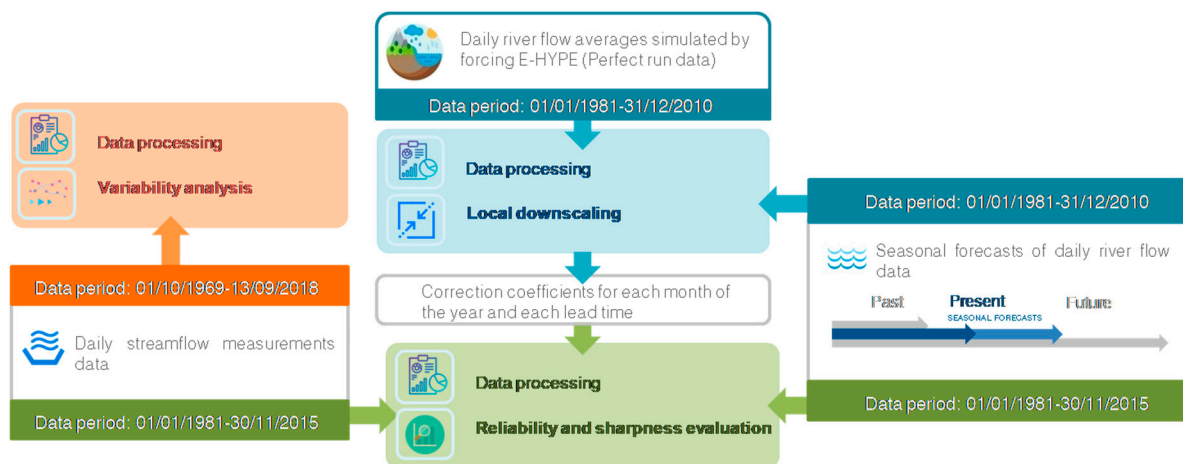 Daily river flow averages simulated by
forcing E-HYPE (Perfect run data)
Data period: 01/01/1981-31/12/2010
Data processing
Variability analysis
Data processing
Local downscaling
Data period: 01/01/1981-31/12/2010
Seasonal forecasts of daily river flow
data
Past
Present
Future
SEASONAL FORECASTS
Data period: 01/10/1969-13/09/2018
Daily streamflow measurements
data
Data period: 01/01/1981-30/11/2015
Correction coefficients for each month of
the year and each lead time
Data processing
Reliability and sharpness evaluation
Data period: 01/01/1981-30/11/2015